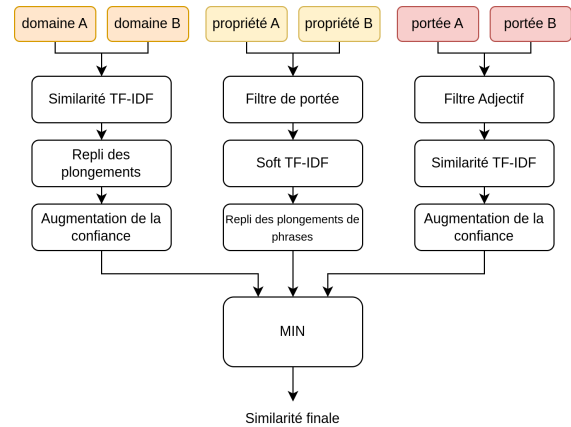 domaine A
domaine B
propriété A
propriété B
portée A
portée B
Similarité TF-IDF
Filtre de portée
Filtre Adjectif
Repli des
plongements
Soft TF-IDF
Similarité TF-IDF
Augmentation de la
confiance
Repli des plongements de
phrases
Augmentation de la
confiance
MIN
Similarité finale